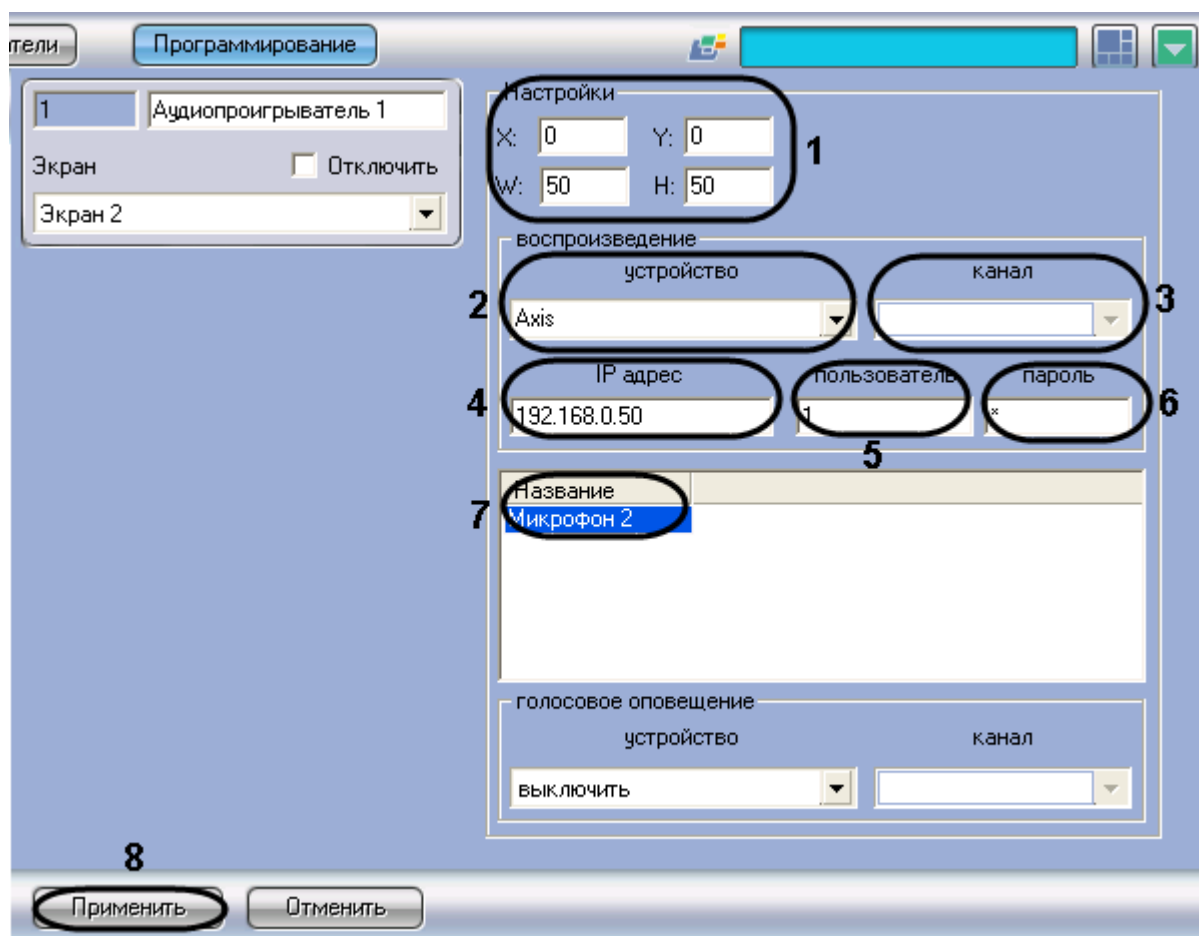 тели
Программирование
1
Аудиопроигрыватель 1
Экран
Отключить
Экран 2
Настройки
X: 0
Y: 0
W: 50
H: 50
1
воспроизведение
устройство
канал
2
Axis
3
IP адрес
пользователь
пароль
4
192.168.0.50
1
*
6
5
Название
7
Микрофон 2
голосовое оповещение
устройство
канал
выключить
8
Применить
Отменить